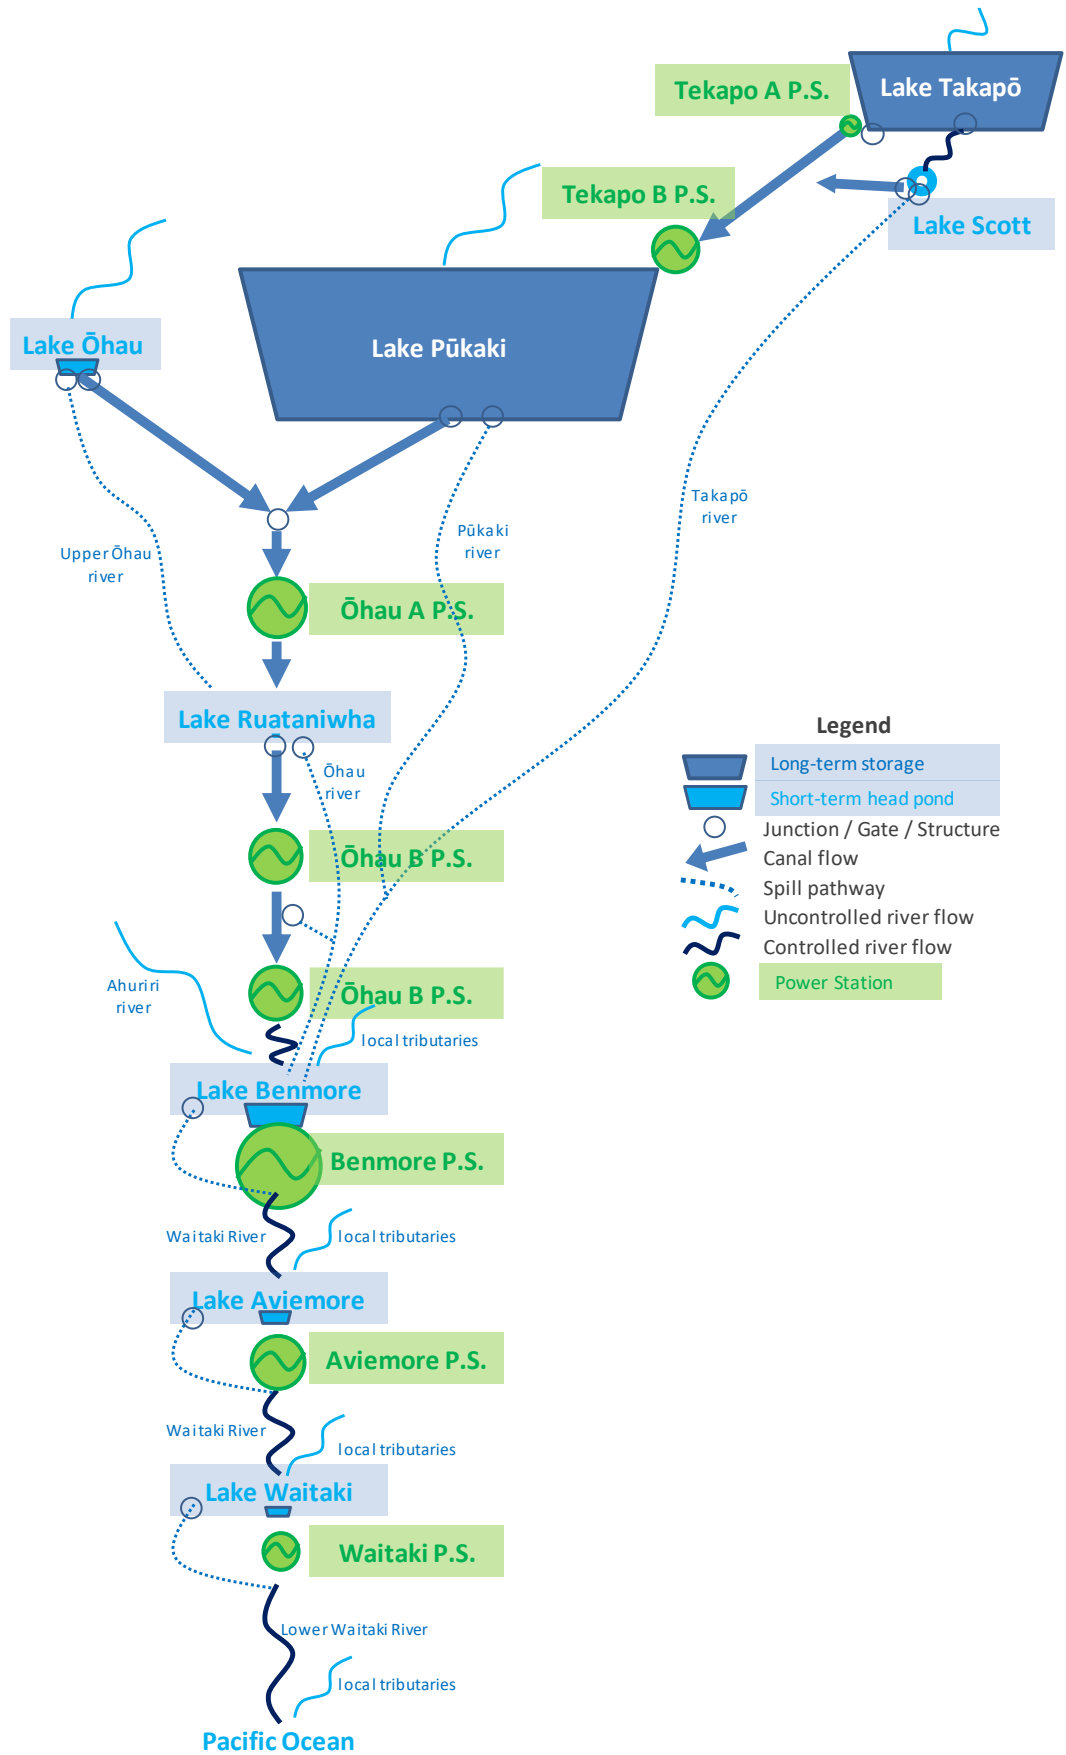 Lake Takapō
Tekapo A P.S.
Tekapo B P.S.
Lake Scott
Lake Ōhau
Lake Pūkaki
Takapō
river
Pūkaki
river
Upper Ōhau
river
Ōhau A P.S.
Lake Ruataniwha
Ōhau
river
Ōhau B P.S.
Ōhau B P.S.
Ahuriri
river
local tributaries
Lake Benmore
Benmore P.S.
Waitaki River
local tributaries
Lake Aviemore
Aviemore P.S.
Waitaki River
local tributaries
Lake Waitaki
Waitaki P.S.
Lower Waitaki River
local tributaries
Pacific Ocean
Legend
Long-term storage
Short-term head pond
Junction / Gate / Structure
Canal flow
Spill pathway
Uncontrolled river flow
Controlled river flow
Power Station